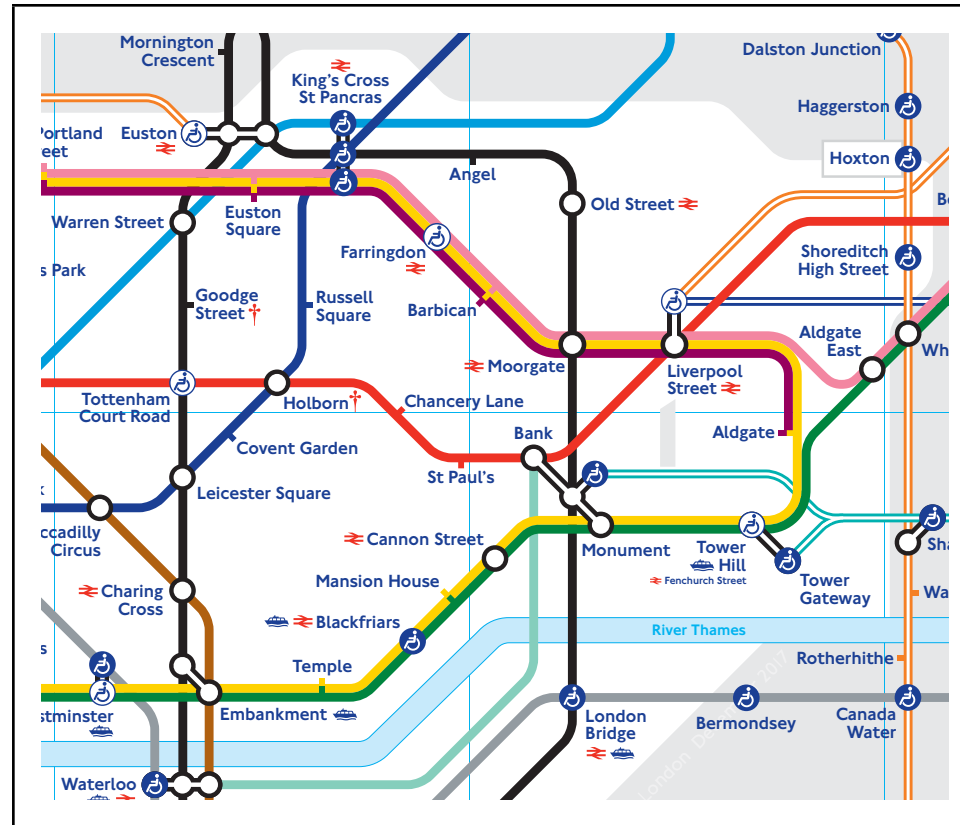 Mornington
Crescent
Dalston Junction
King's Cross
St Pancras
Haggerston
Portland
Euston
Hoxton
Angel
Old Street
Warren Street
Euston
Square
Farringdon
Shoreditch
High Street
s Park
Goodge
Street
Russell
Square
Barbican
Aldgate
East
Wh
Moorgate
Liverpool
Street
Tottenham
Court Road
Holborn
Chancery Lane
Bank
Aldgate
Covent Garden
St Paul's
Leicester Square
ccadilly
Circus
Cannon Street
Monument
Tower
Hill
Fenchurch Street
Sha
Tower
Gateway
Mansion House
Charing
Cross
Wa
Blackfriars
River Thames
Temple
Rotherhithe
stminster
Embankment
London
Bridge
Bermondsey
Canada
Water
Waterloo